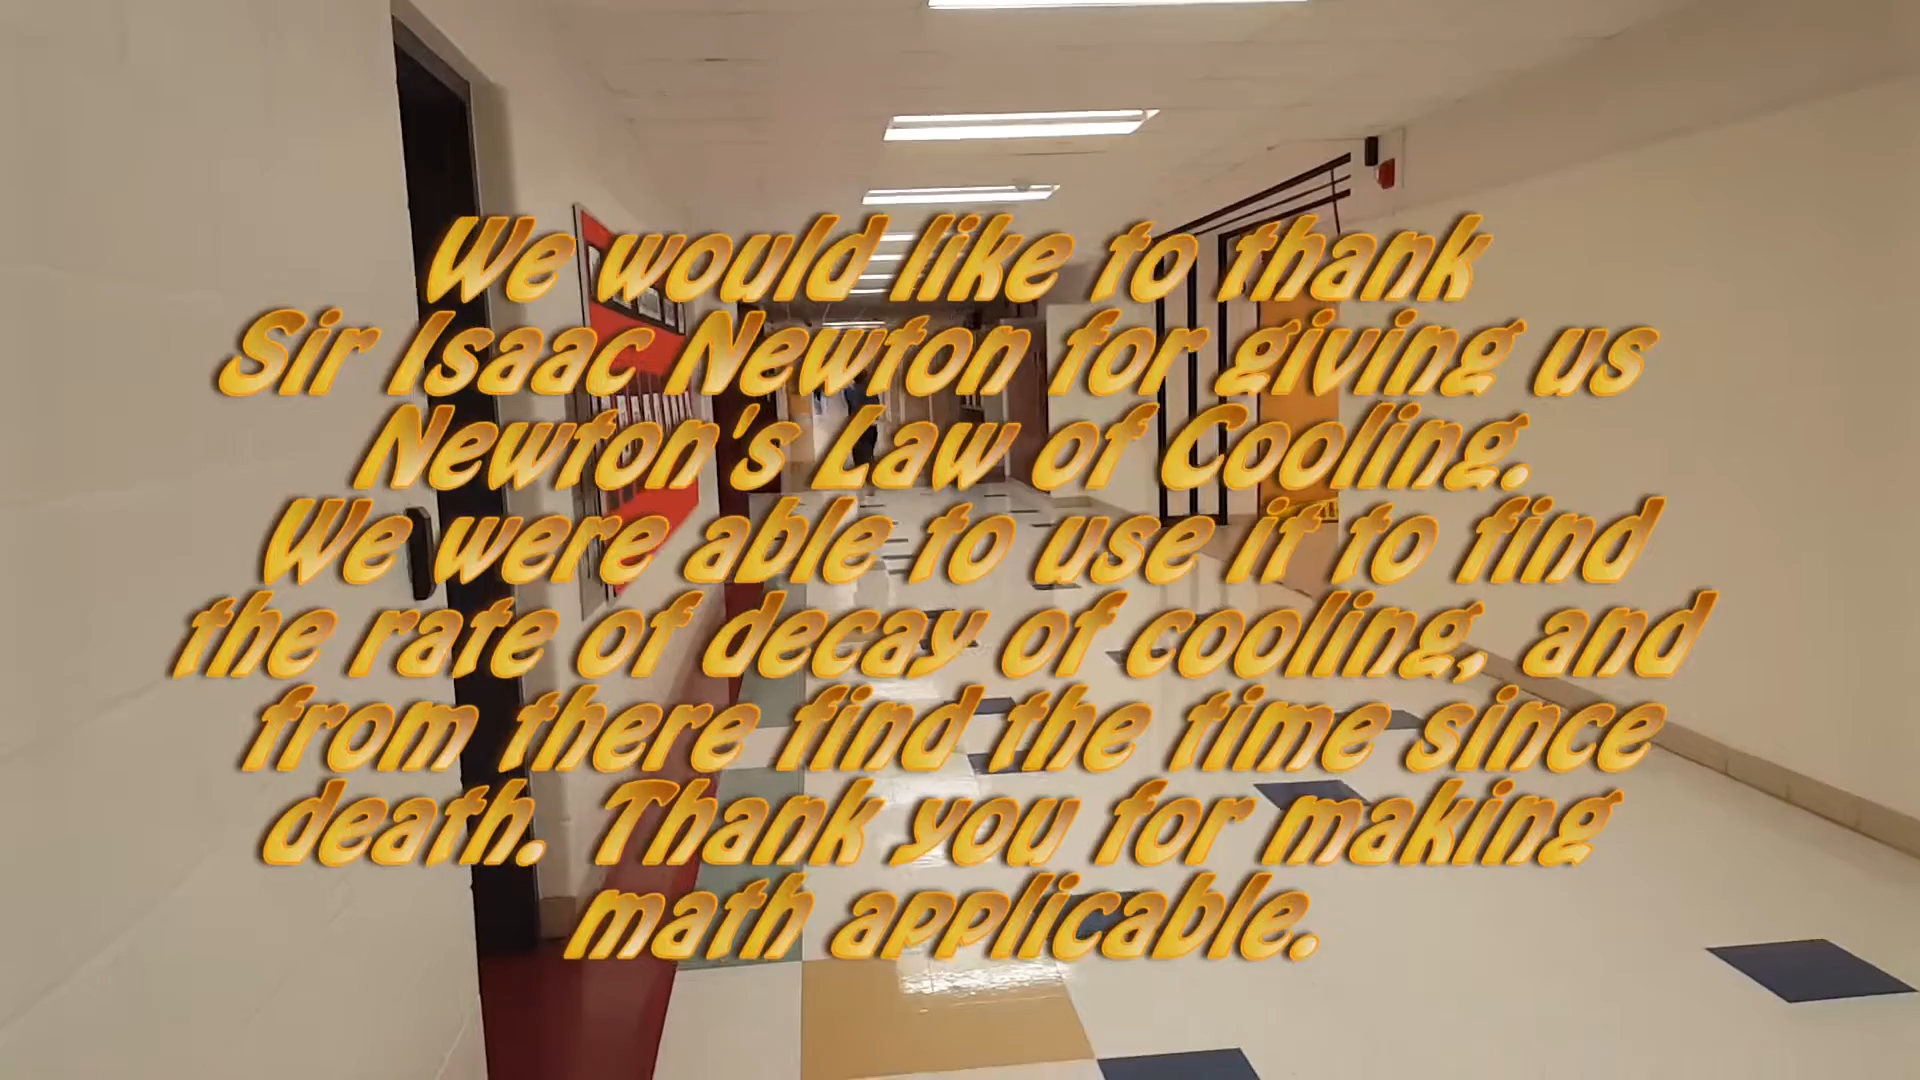 We would like to thank
Sir Isaac Newton for giving us
Newton's Law of Cooling.
We were able to use it to find
the rate of decay of cooling, and
from there find the time since
death. Thank you for making
math applicable.